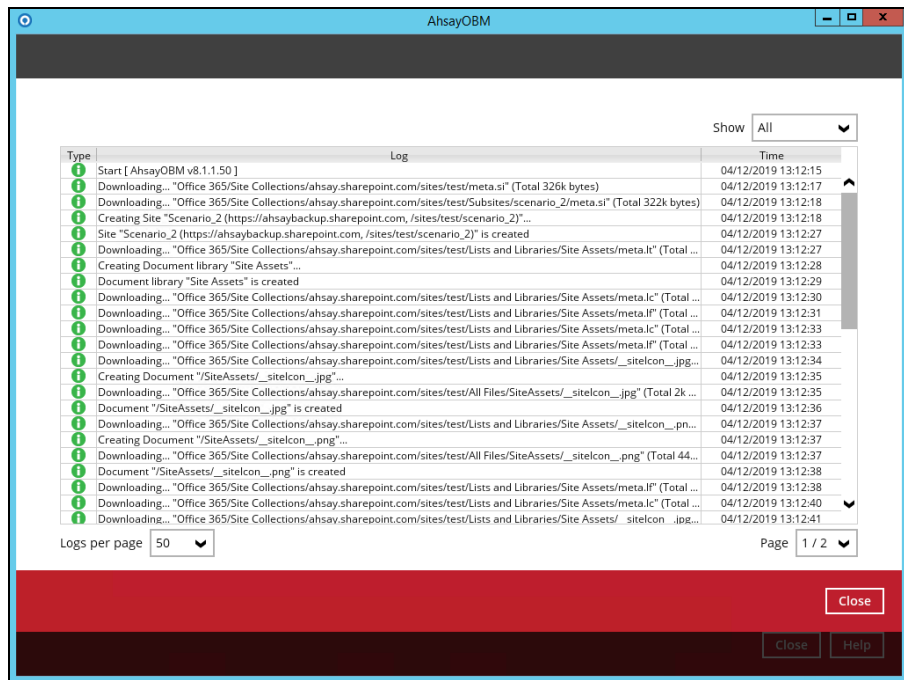 AhsayOBM
Show All
Type Log Time
Start [ AhsayOBM v8.1.1.50 ] 04/12/2019 13:12:15
Downloading... "Office 365/Site Collections/ahsay.sharepoint.com/sites/test/meta.si" (Total 326k bytes) 04/12/2019 13:12:17
Downloading... "Office 365/Site Collections/ahsay.sharepoint.com/sites/test/Subsites/scenario_2/meta.si" (Total 322k bytes) 04/12/2019 13:12:18
Creating Site "Scenario_2 (https://ahsaybackup.sharepoint.com, /sites/test/scenario_2)"... 04/12/2019 13:12:18
Site "Scenario_2 (https://ahsaybackup.sharepoint.com, /sites/test/scenario_2)" is created 04/12/2019 13:12:27
Downloading... "Office 365/Site Collections/ahsay.sharepoint.com/sites/test/Lists and Libraries/Site Assets/meta.lt" (Total ... 04/12/2019 13:12:27
Creating Document library "Site Assets"... 04/12/2019 13:12:28
Document library "Site Assets" is created 04/12/2019 13:12:29
Downloading... "Office 365/Site Collections/ahsay.sharepoint.com/sites/test/Lists and Libraries/Site Assets/meta.lc" (Total ... 04/12/2019 13:12:30
Downloading... "Office 365/Site Collections/ahsay.sharepoint.com/sites/test/Lists and Libraries/Site Assets/meta.lf" (Total ... 04/12/2019 13:12:31
Downloading... "Office 365/Site Collections/ahsay.sharepoint.com/sites/test/Lists and Libraries/Site Assets/meta.lc" (Total ... 04/12/2019 13:12:33
Downloading... "Office 365/Site Collections/ahsay.sharepoint.com/sites/test/Lists and Libraries/Site Assets/meta.lf" (Total ... 04/12/2019 13:12:33
Downloading... "Office 365/Site Collections/ahsay.sharepoint.com/sites/test/Lists and Libraries/Site Assets/__siteIcon__.jpg... 04/12/2019 13:12:34
Creating Document "/SiteAssets/__siteIcon__.jpg"... 04/12/2019 13:12:35
Downloading... "Office 365/Site Collections/ahsay.sharepoint.com/sites/test/All Files/SiteAssets/__siteIcon__.jpg" (Total 2k ... 04/12/2019 13:12:35
Document "/SiteAssets/__siteIcon__.jpg" is created 04/12/2019 13:12:36
Downloading... "Office 365/Site Collections/ahsay.sharepoint.com/sites/test/Lists and Libraries/Site Assets/__siteIcon__.pn... 04/12/2019 13:12:37
Creating Document "/SiteAssets/__siteIcon__.png"... 04/12/2019 13:12:37
Downloading... "Office 365/Site Collections/ahsay.sharepoint.com/sites/test/All Files/SiteAssets/__siteIcon__.png" (Total 44... 04/12/2019 13:12:37
Document "/SiteAssets/__siteIcon__.png" is created 04/12/2019 13:12:38
Downloading... "Office 365/Site Collections/ahsay.sharepoint.com/sites/test/Lists and Libraries/Site Assets/meta.lf" (Total ... 04/12/2019 13:12:38
Downloading... "Office 365/Site Collections/ahsay.sharepoint.com/sites/test/Lists and Libraries/Site Assets/meta.lc" (Total ... 04/12/2019 13:12:40
Downloading... "Office 365/Site Collections/ahsay.sharepoint.com/sites/test/Lists and Libraries/Site Assets/__siteIcon__.jpg... 04/12/2019 13:12:41
Logs per page 50 Page 1 / 2
Close
Close Help